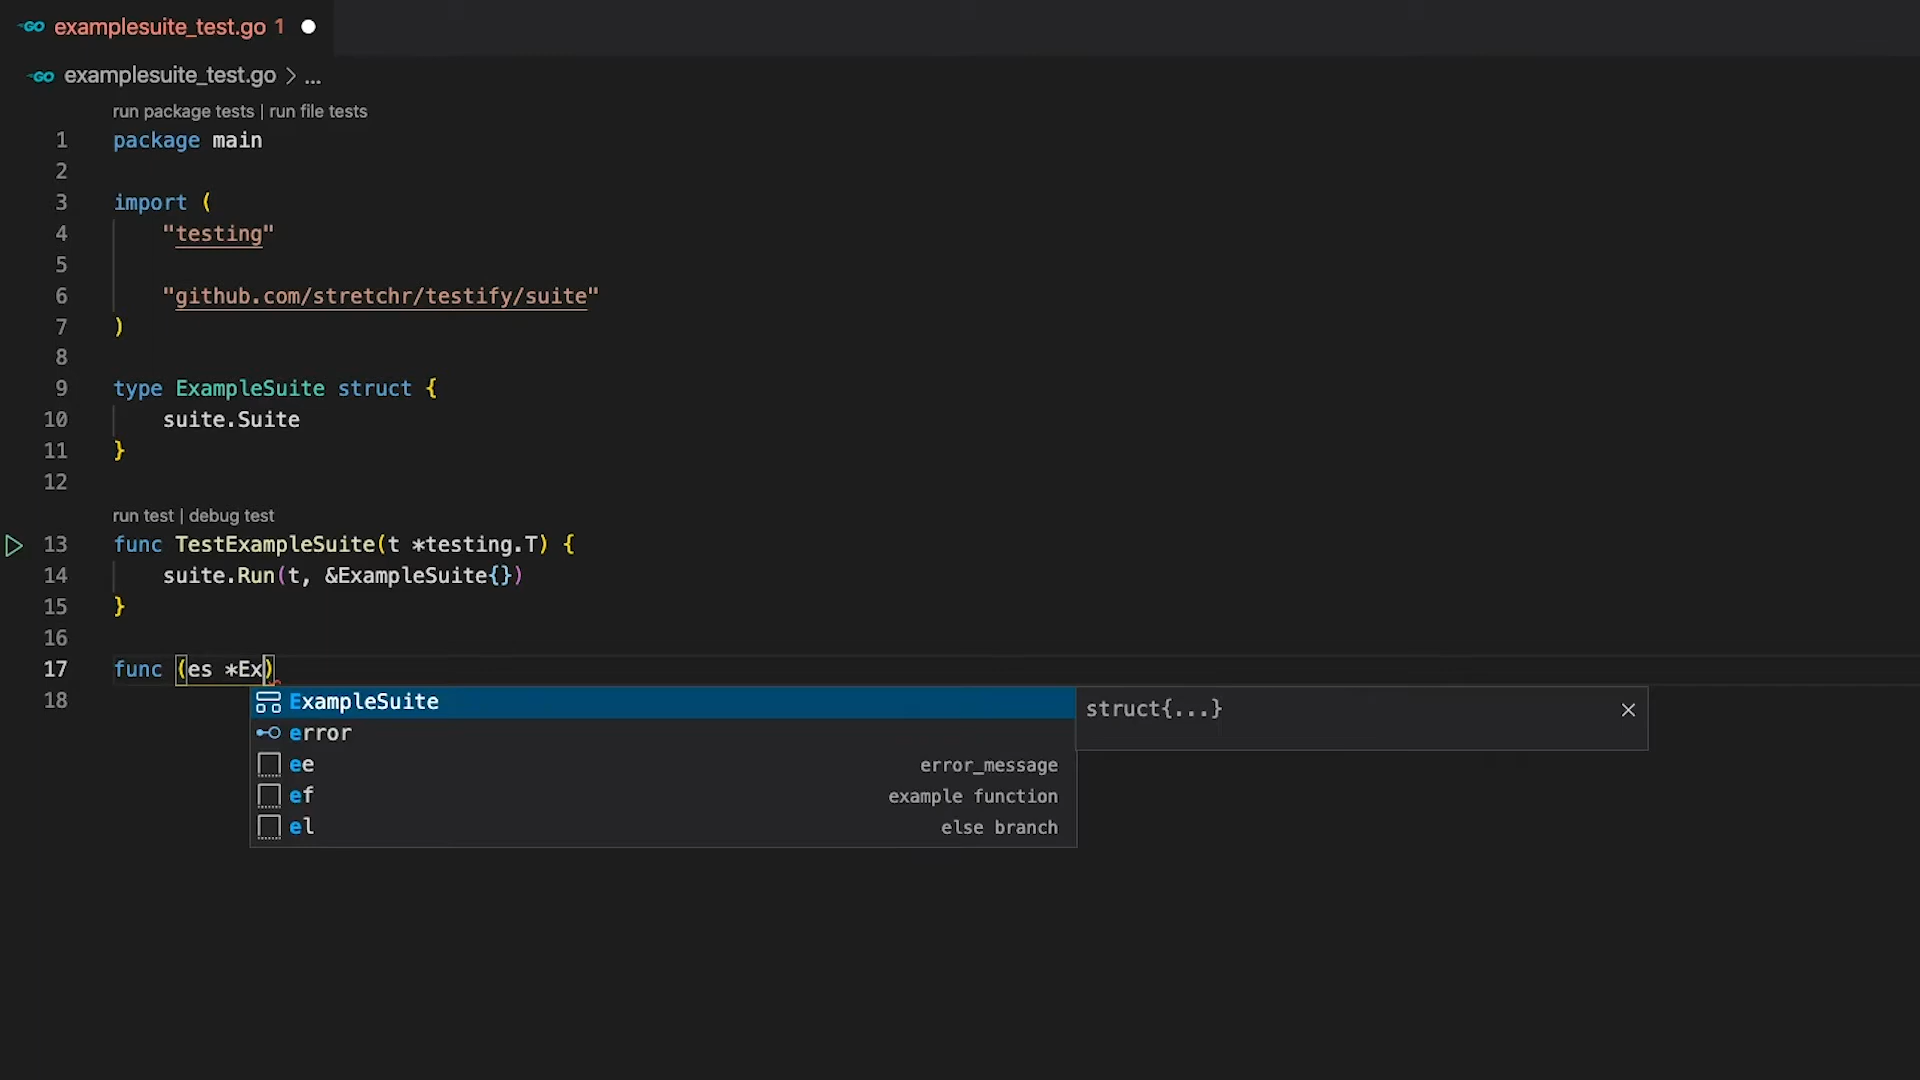 GO examplesuite_test.go 1
GO examplesuite_test.go > ...
run package tests | run file tests
1 package main
2
3 import (
4 "testing"
5
6 "github.com/stretchr/testify/suite"
7 )
8
9 type ExampleSuite struct {
10 suite.Suite
11 }
12
run test | debug test
13 func TestExampleSuite(t *testing.T) {
14 suite.Run(t, &ExampleSuite{})
15 }
16
17 func (es *Ex)
18
ExampleSuite struct{...}
error
ee error_message
ef example function
el else branch